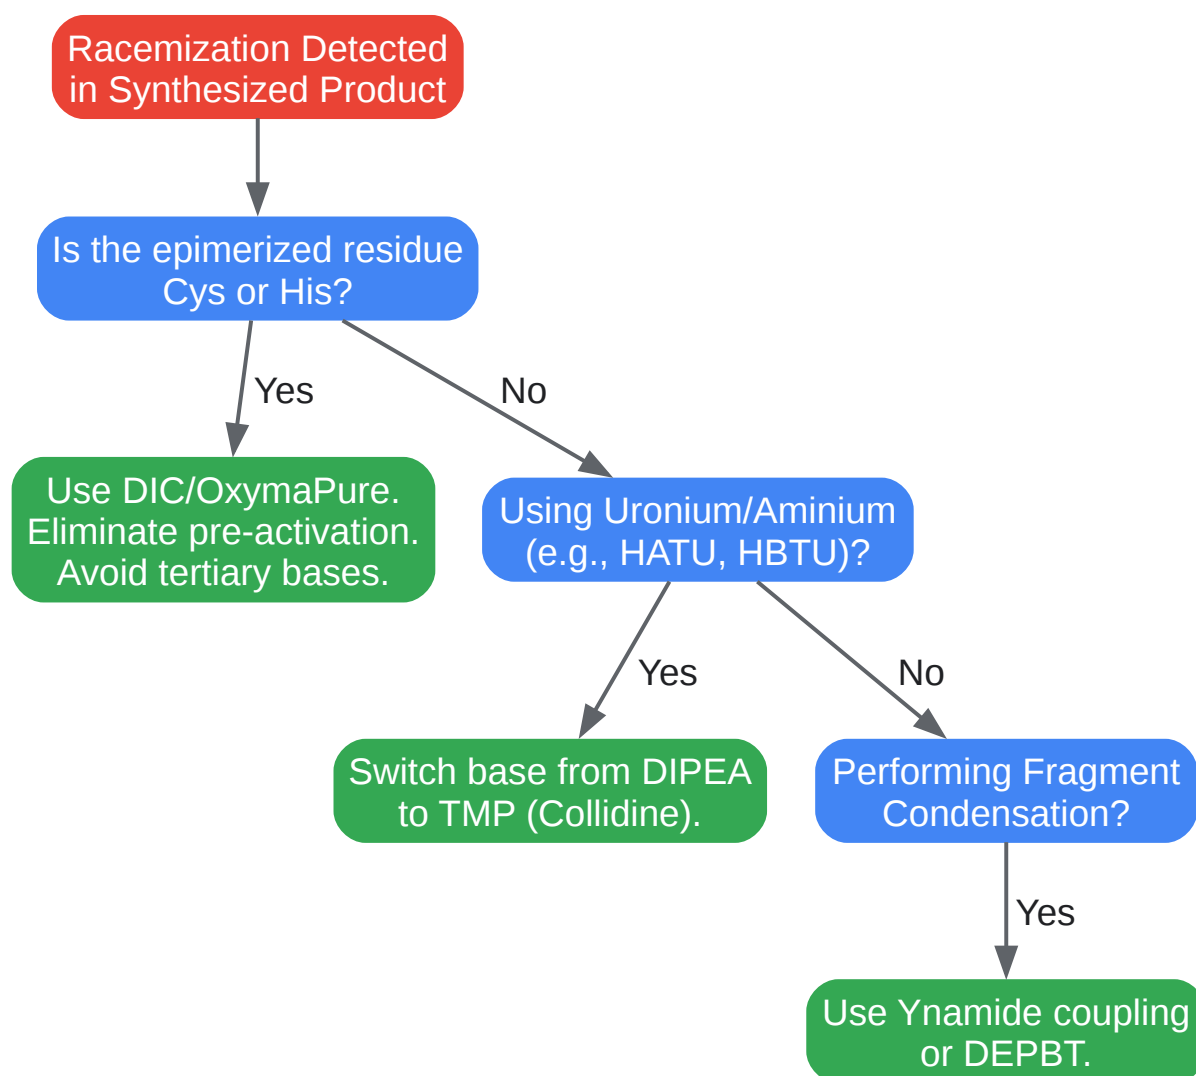 Racemization Detected
in Synthesized Product
Is the epimerized residue
Cys or His?
Yes
No
Use DIC/OxymaPure.
Eliminate pre-activation.
Avoid tertiary bases.
Using Uronium/Aminium
(e.g., HATU, HBTU)?
Yes
No
Switch base from DIPEA
to TMP (Collidine).
Performing Fragment
Condensation?
Yes
Use Ynamide coupling
or DEPBT.